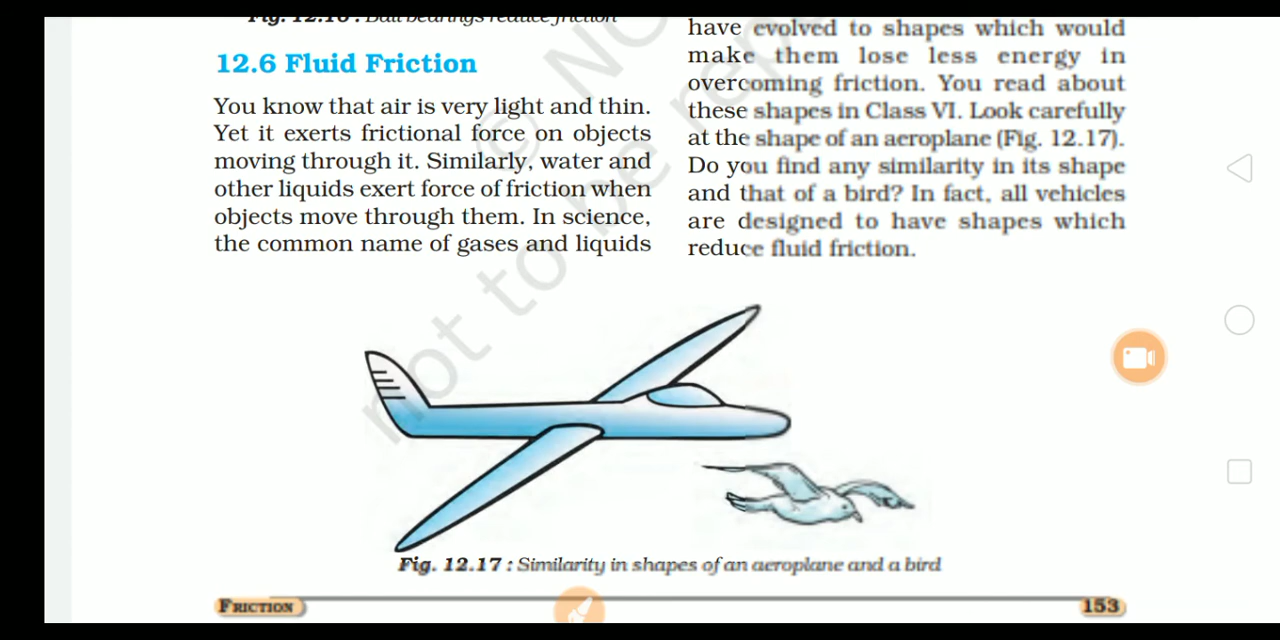 Fig. 12.16 : Ball bearings reduce friction
12.6 Fluid Friction
You know that air is very light and thin.
Yet it exerts frictional force on objects
moving through it. Similarly, water and
other liquids exert force of friction when
objects move through them. In science,
the common name of gases and liquids
have evolved to shapes which would
make them lose less energy in
overcoming friction. You read about
these shapes in Class VI. Look carefully
at the shape of an aeroplane (Fig. 12.17).
Do you find any similarity in its shape
and that of a bird? In fact, all vehicles
are designed to have shapes which
reduce fluid friction.
Fig. 12.17 : Similarity in shapes of an aeroplane and a bird
FRICTION
153
not to be rep
© NC